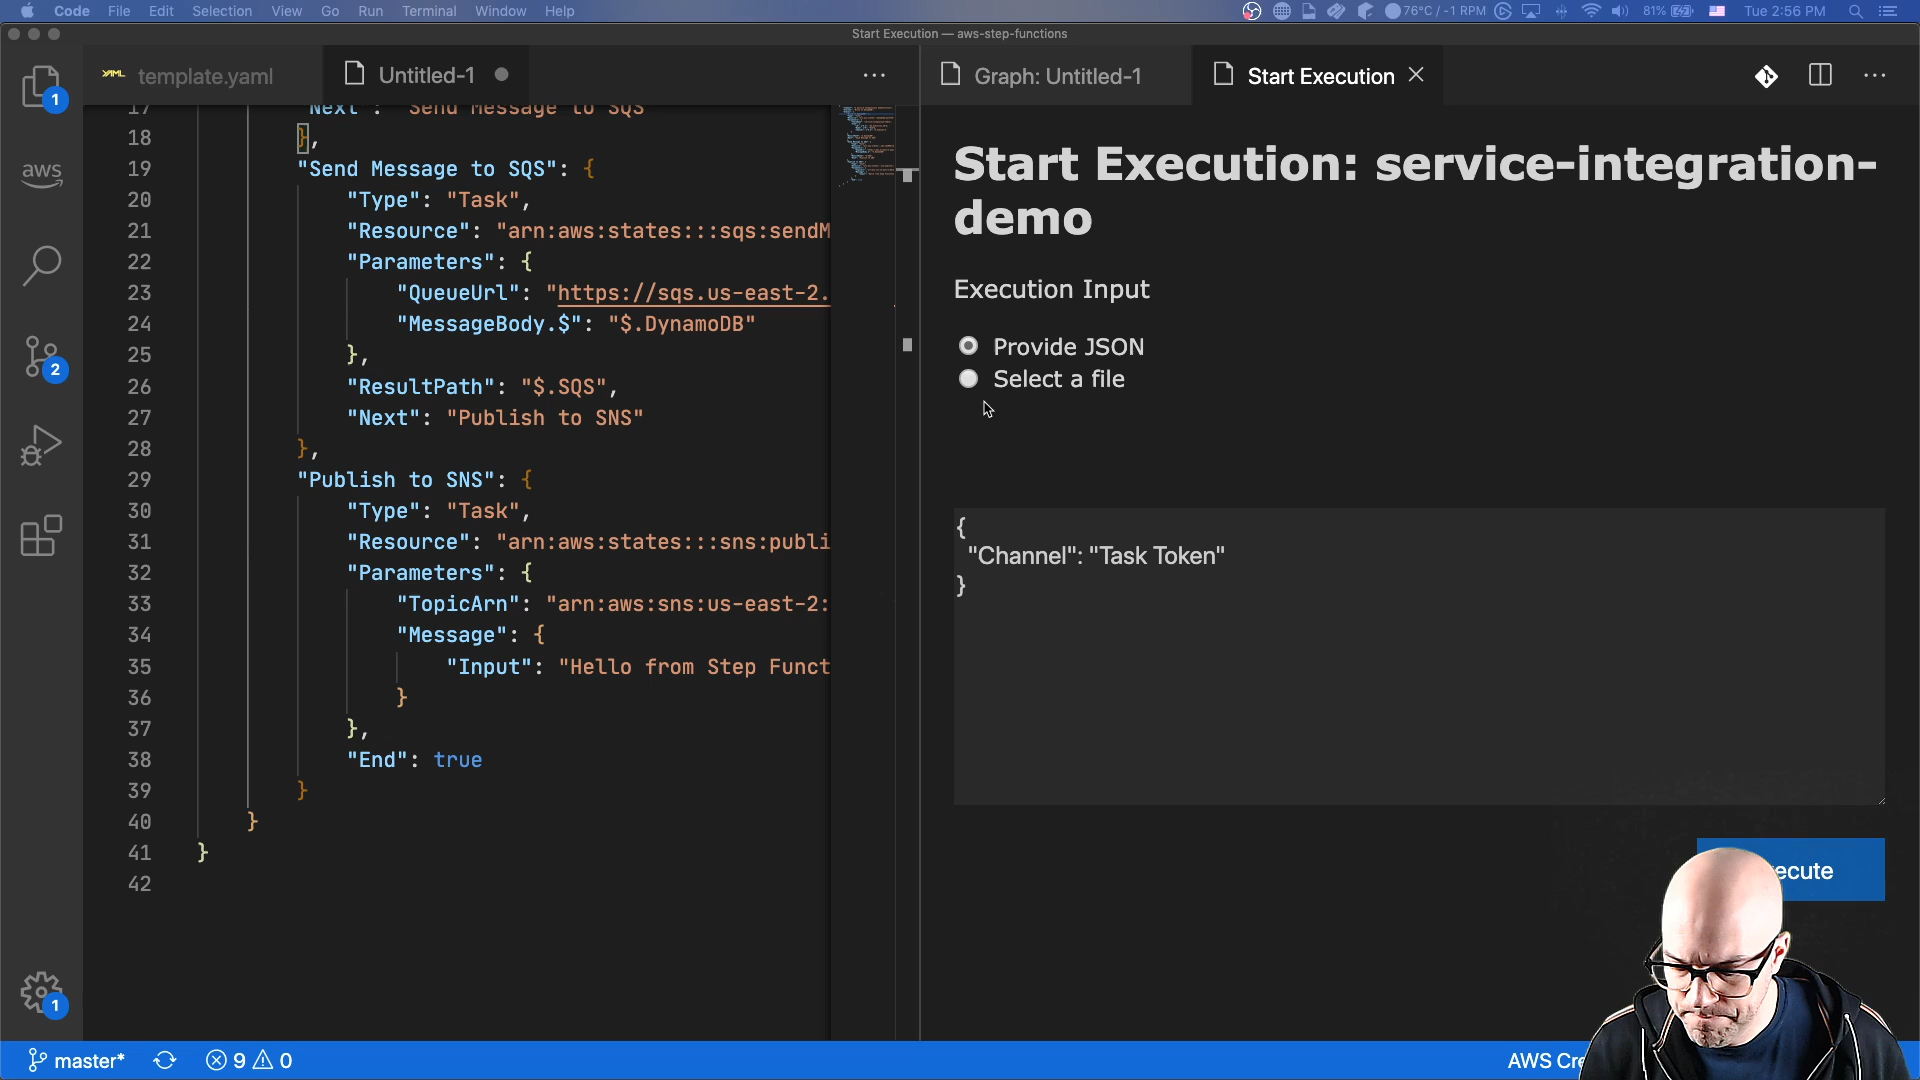 Code File Edit Selection View Go Run Terminal Window Help
76°C / -1 RPM 81% Tue 2:56 PM
Start Execution — aws-step-functions
YAML template.yaml
Untitled-1
Graph: Untitled-1
Start Execution
1
aws
2
1
17 "Next": "Send Message to SQS"
18 },
19 "Send Message to SQS": {
20 "Type": "Task",
21 "Resource": "arn:aws:states:::sqs:sendM
22 "Parameters": {
23 "QueueUrl": "https://sqs.us-east-2.
24 "MessageBody.$": "$.DynamoDB"
25 },
26 "ResultPath": "$.SQS",
27 "Next": "Publish to SNS"
28 },
29 "Publish to SNS": {
30 "Type": "Task",
31 "Resource": "arn:aws:states:::sns:publi
32 "Parameters": {
33 "TopicArn": "arn:aws:sns:us-east-2:
34 "Message": {
35 "Input": "Hello from Step Funct
36 }
37 },
38 "End": true
39 }
40 }
41 }
42
Start Execution: service-integration-
demo
Execution Input
Provide JSON
Select a file
{
"Channel": "Task Token"
}
ecute
master* 9 0
AWS Cre